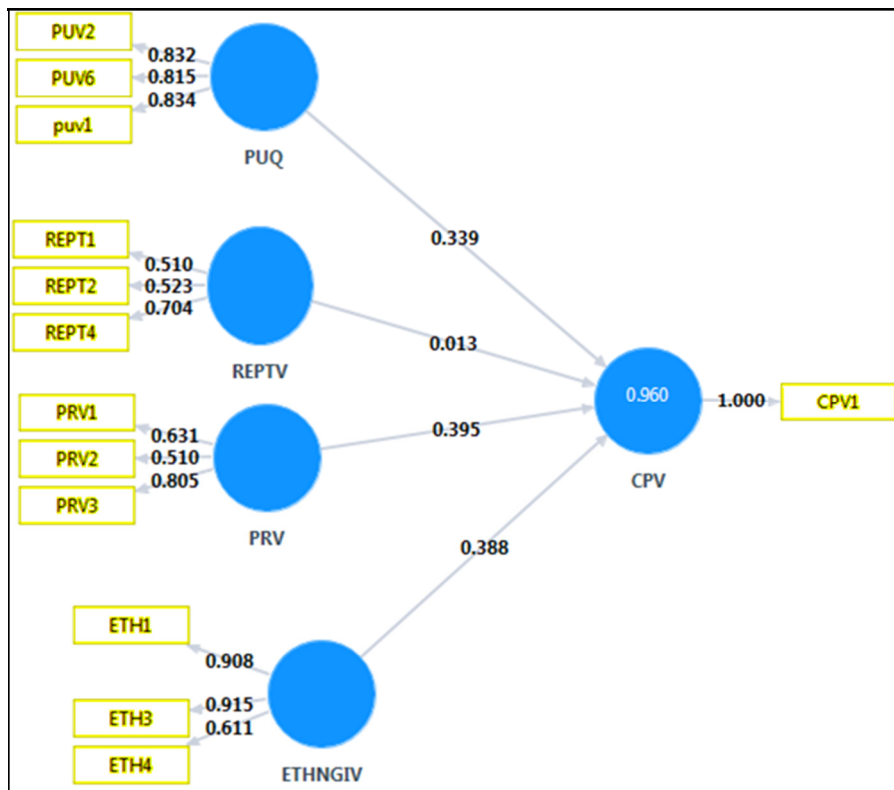 PUV2
0.832
PUV6
0.815
puv1
0.834
PUQ
0.339
REPT1
0.510
REPT2
0.523
REPT4
0.704
REPTV
0.013
PRV1
0.631
PRV2
0.510
PRV3
0.805
PRV
0.395
0.960
CPV
1.000
CPV1
0.388
ETH1
0.908
ETH3
0.915
ETH4
0.611
ETHNGIV